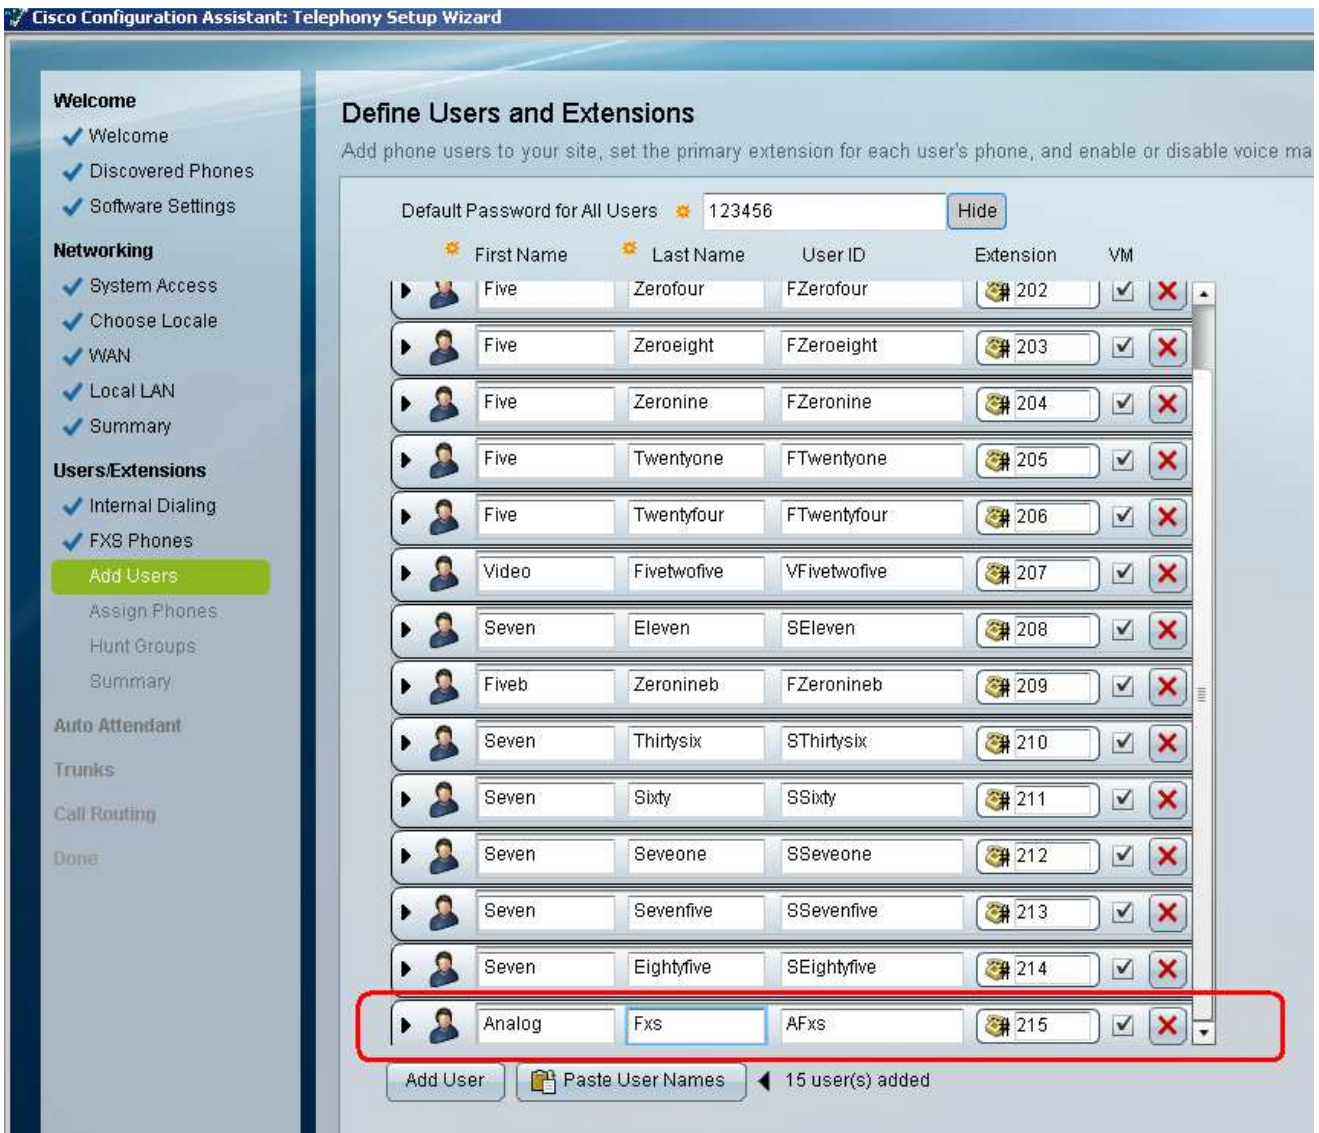 Cisco Configuration Assistant: Telephony Setup Wizard
Welcome
Welcome
Discovered Phones
Software Settings
Networking
System Access
Choose Locale
WAN
Local LAN
Summary
Users/Extensions
Internal Dialing
FXS Phones
Add Users
Assign Phones
Hunt Groups
Summary
Auto Attendant
Trunks
Call Routing
Done
Define Users and Extensions
Add phone users to your site, set the primary extension for each user's phone, and enable or disable voice ma
Default Password for All Users 123456 Hide
First Name Last Name User ID Extension VM
Five Zerofour FZerofour 202
Five Zeroeight FZeroeight 203
Five Zeronine FZeronine 204
Five Twentyone FTwentyone 205
Five Twentyfour FTwentyfour 206
Video Fivetwofive VFivetwofive 207
Seven Eleven SEleven 208
Fiveb Zeronineb FZeronineb 209
Seven Thirtysix SThirtysix 210
Seven Sixty SSixty 211
Seven Seveone SSeveone 212
Seven Sevenfive SSevenfive 213
Seven Eightyfive SEightyfive 214
Analog Fxs AFxs 215
Add User Paste User Names 15 user(s) added